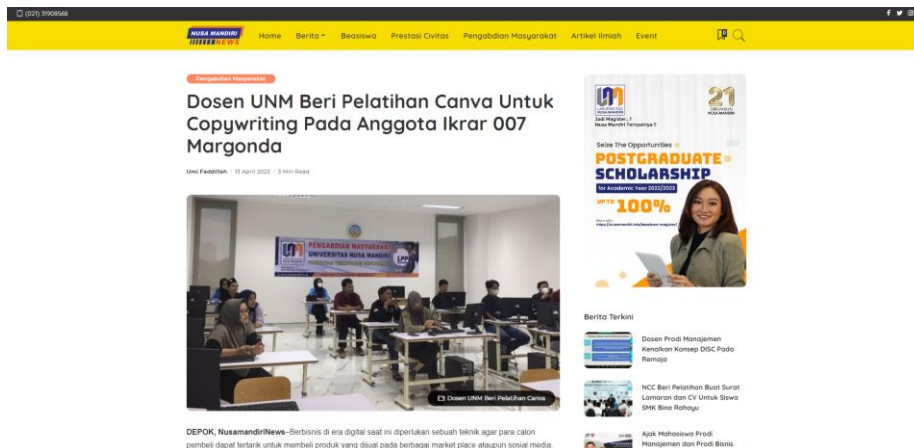 (021) 31908568
NUSA MANDIRI
NEWS
Home Berita Beasiswa Prestasi Civitas Pengabdian Masyarakat Artikel Ilmiah Event
Pengabdian Masyarakat
Dosen UNM Beri Pelatihan Canva Untuk
Copywriting Pada Anggota Ikrar 007
Margonda
Umi Faddillah - 13 April 2023 - 3 Min Read
PENGABDIAN MASYARAKAT
UNIVERSITAS NUSA MANDIRI
LPPM
Dosen UNM Beri Pelatihan Canva
DEPOK, NusamandiriNews–Berbisnis di era digital saat ini diperlukan sebuah teknik agar para calon
pembeli dapat tertarik untuk membeli produk yang dijual pada berbagai market place ataupun sosial media.
21
Jadi Magister..?
Nusa Mandiri Tempatnya !!
Seize The Opportunities
POSTGRADUATE
SCHOLARSHIP
for Academic Year 2022/2023
UP TO 100%
Berita Terkini
Dosen Prodi Manajemen
Kenalkan Konsep DISC Pada
Remaja
NCC Beri Pelatihan Buat Surat
Lamaran dan CV Untuk Siswa
SMK Bina Rahayu
Ajak Mahasiswa Prodi
Manajemen dan Prodi Bisnis